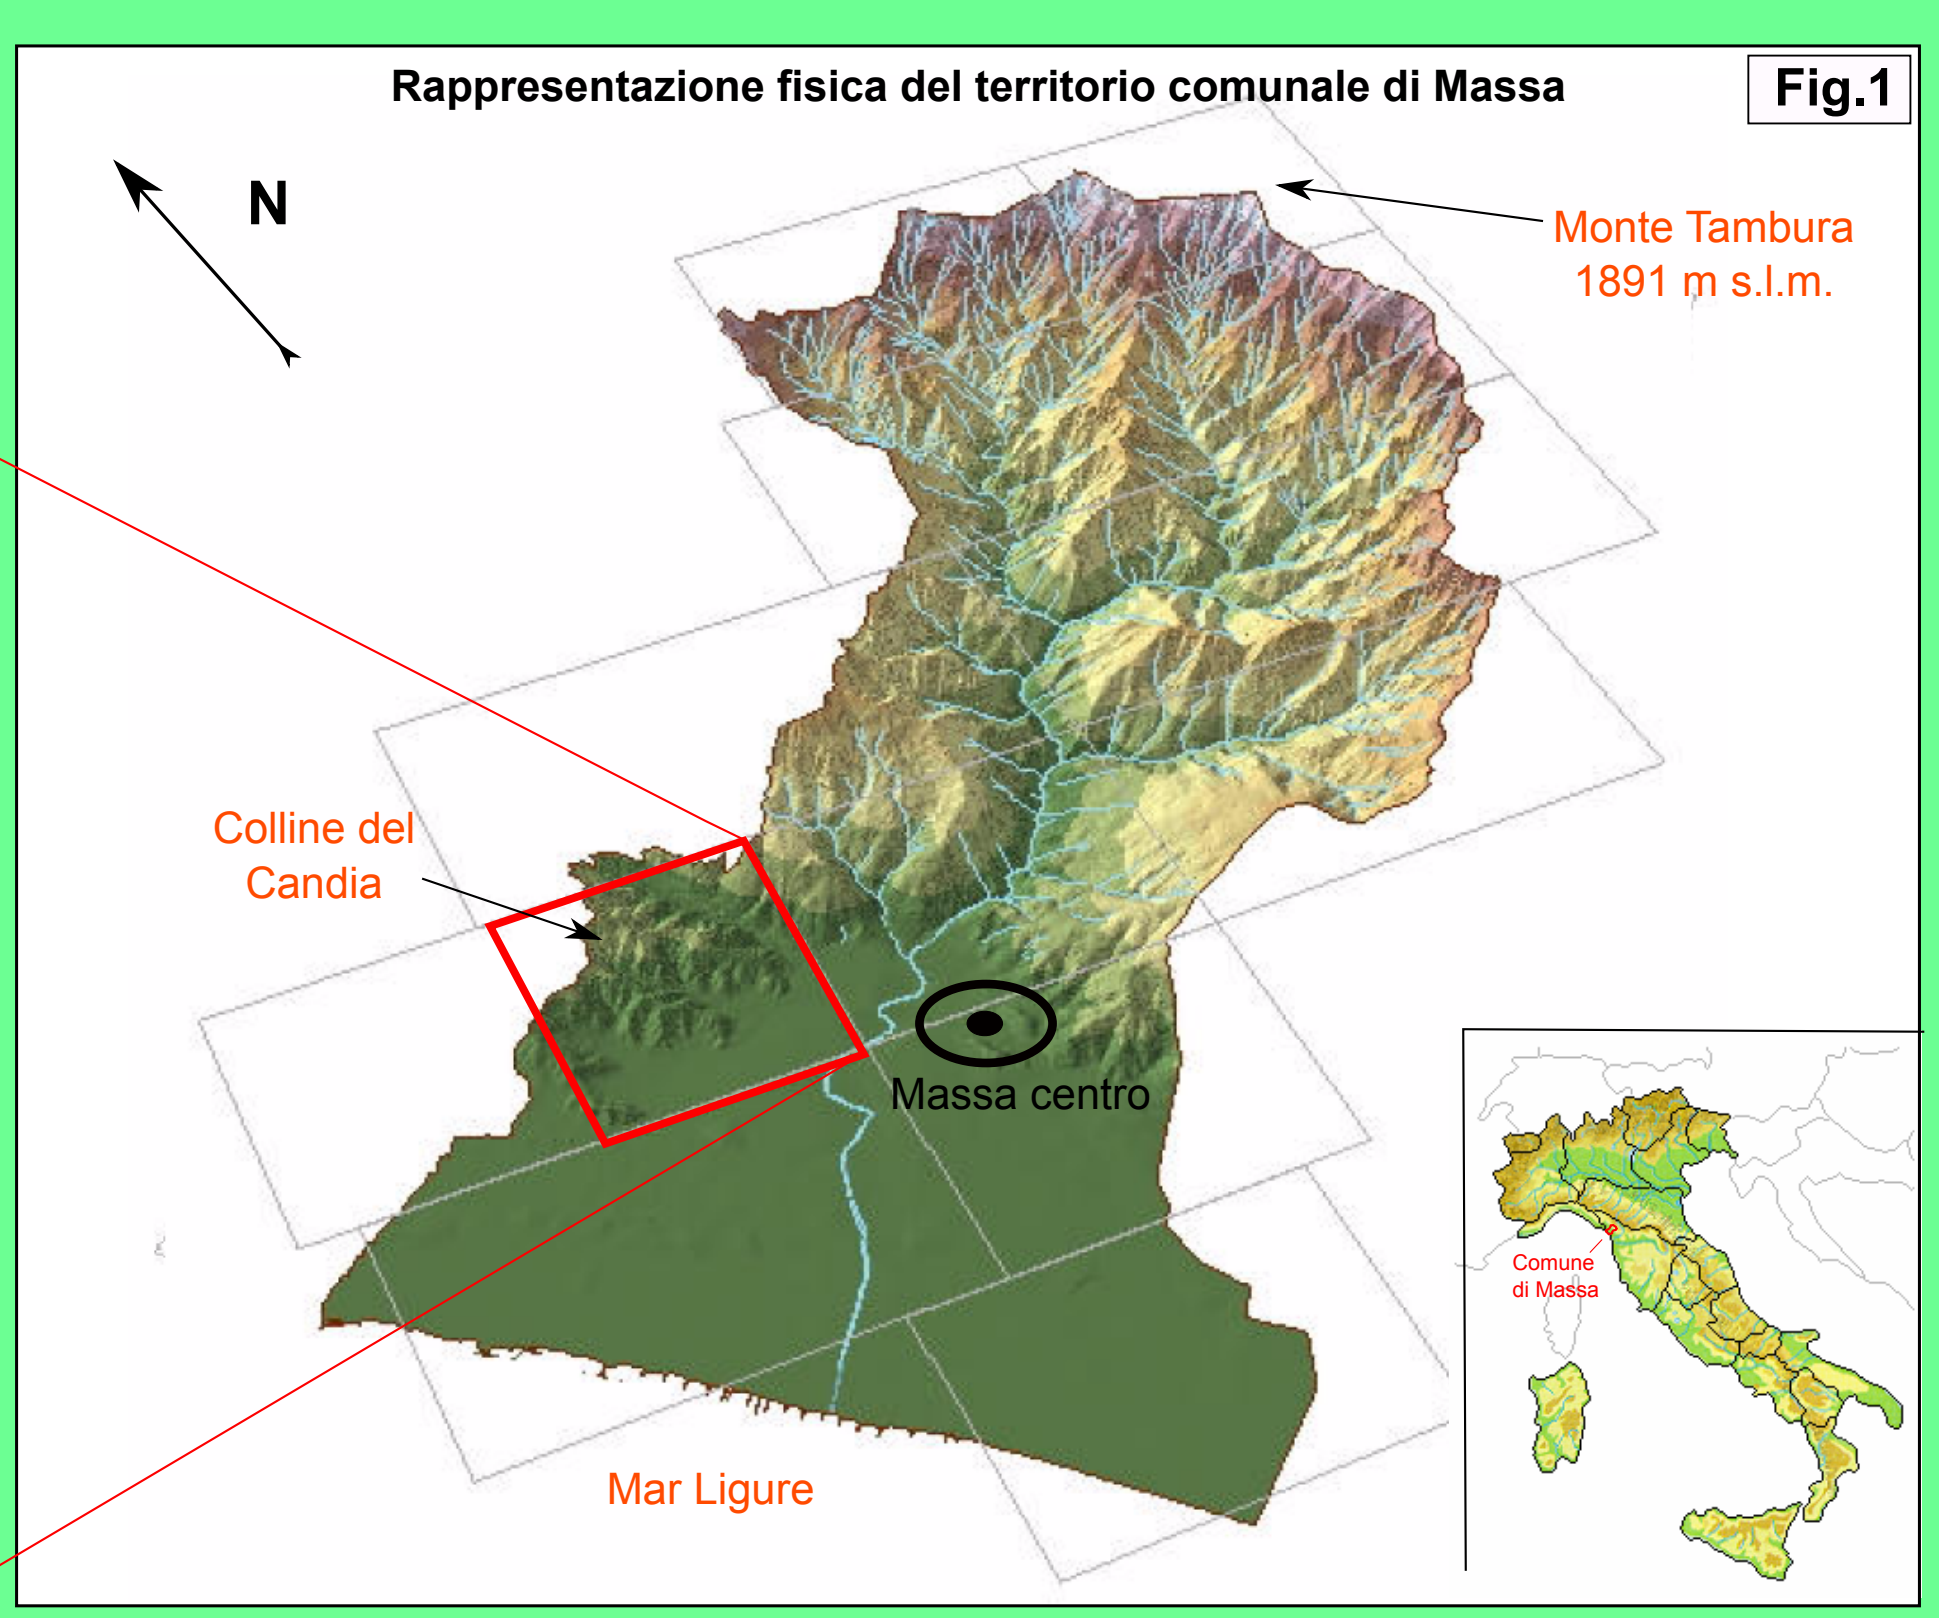 Rappresentazione fisica del territorio comunale di Massa
Fig.1
N
Monte Tambura
1891 m s.l.m.
Colline del
Candia
Massa centro
Mar Ligure
Comune
di Massa